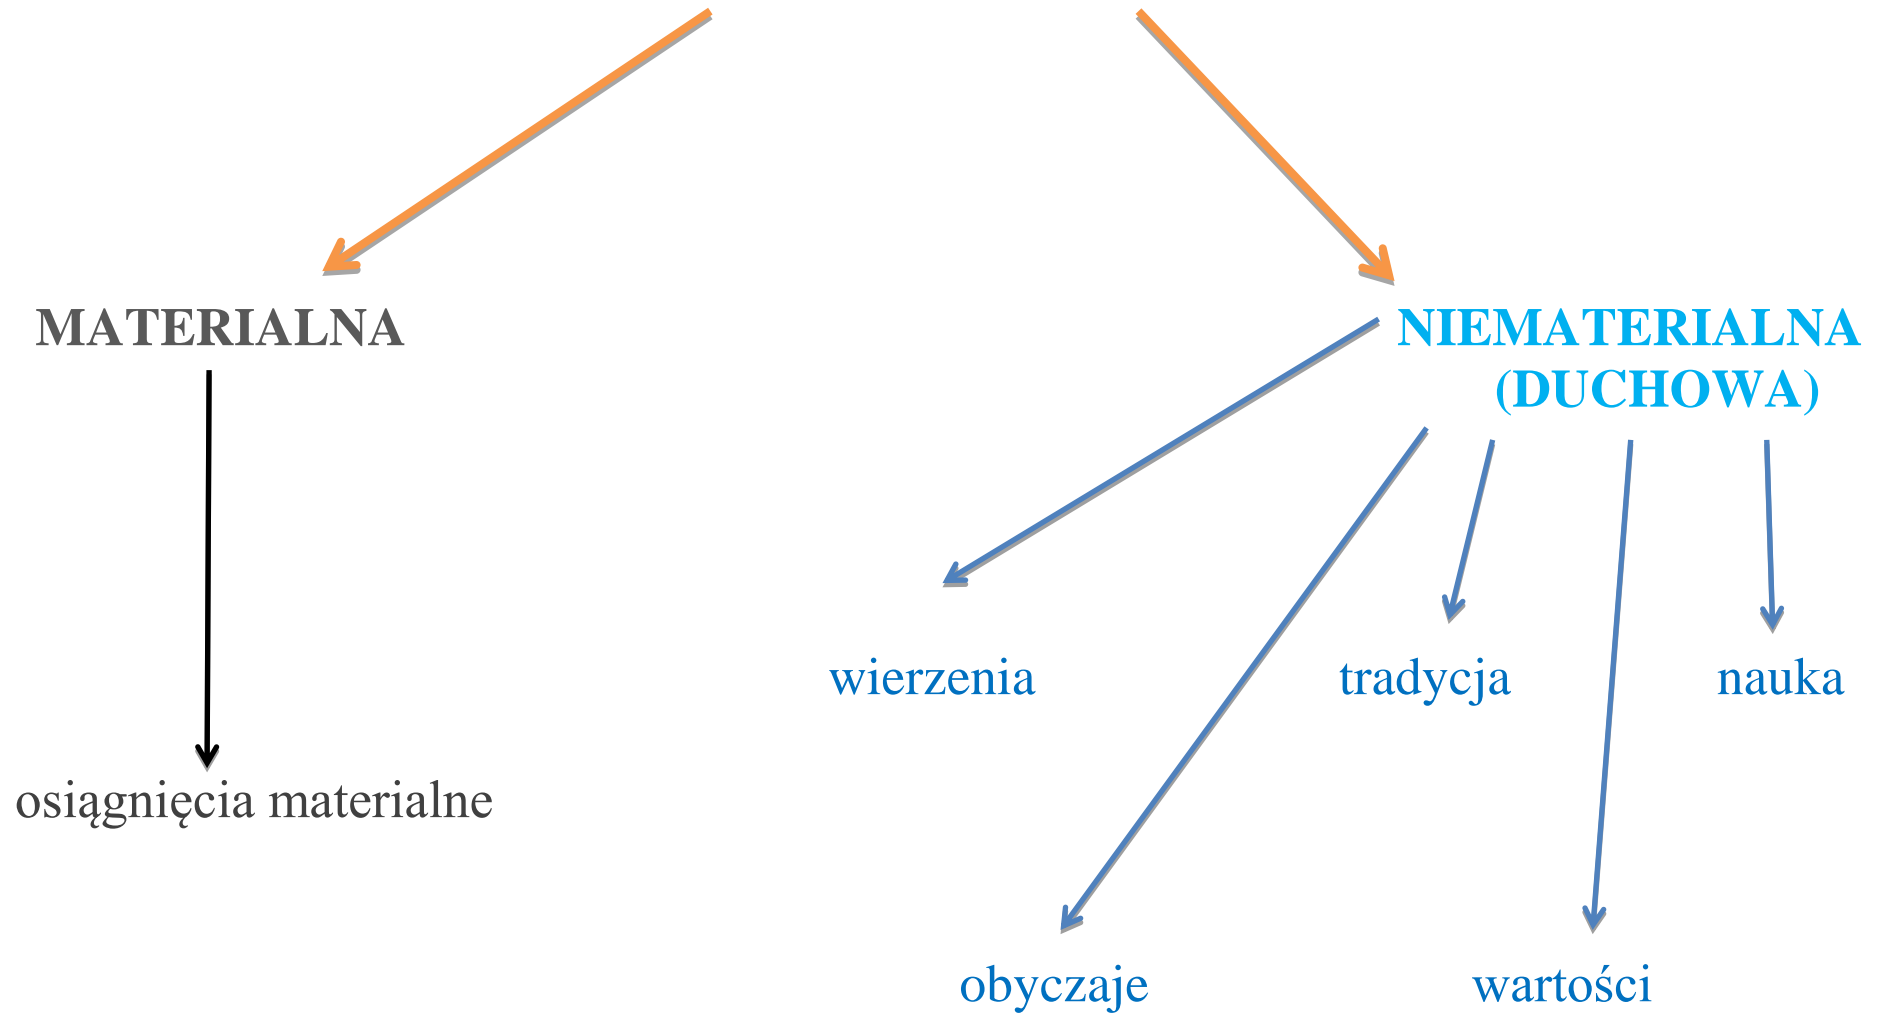 MATERIALNA
NIEMATERIALNA
(DUCHOWA)
wierzenia
tradycja
nauka
osiągnięcia materialne
obyczaje
wartości